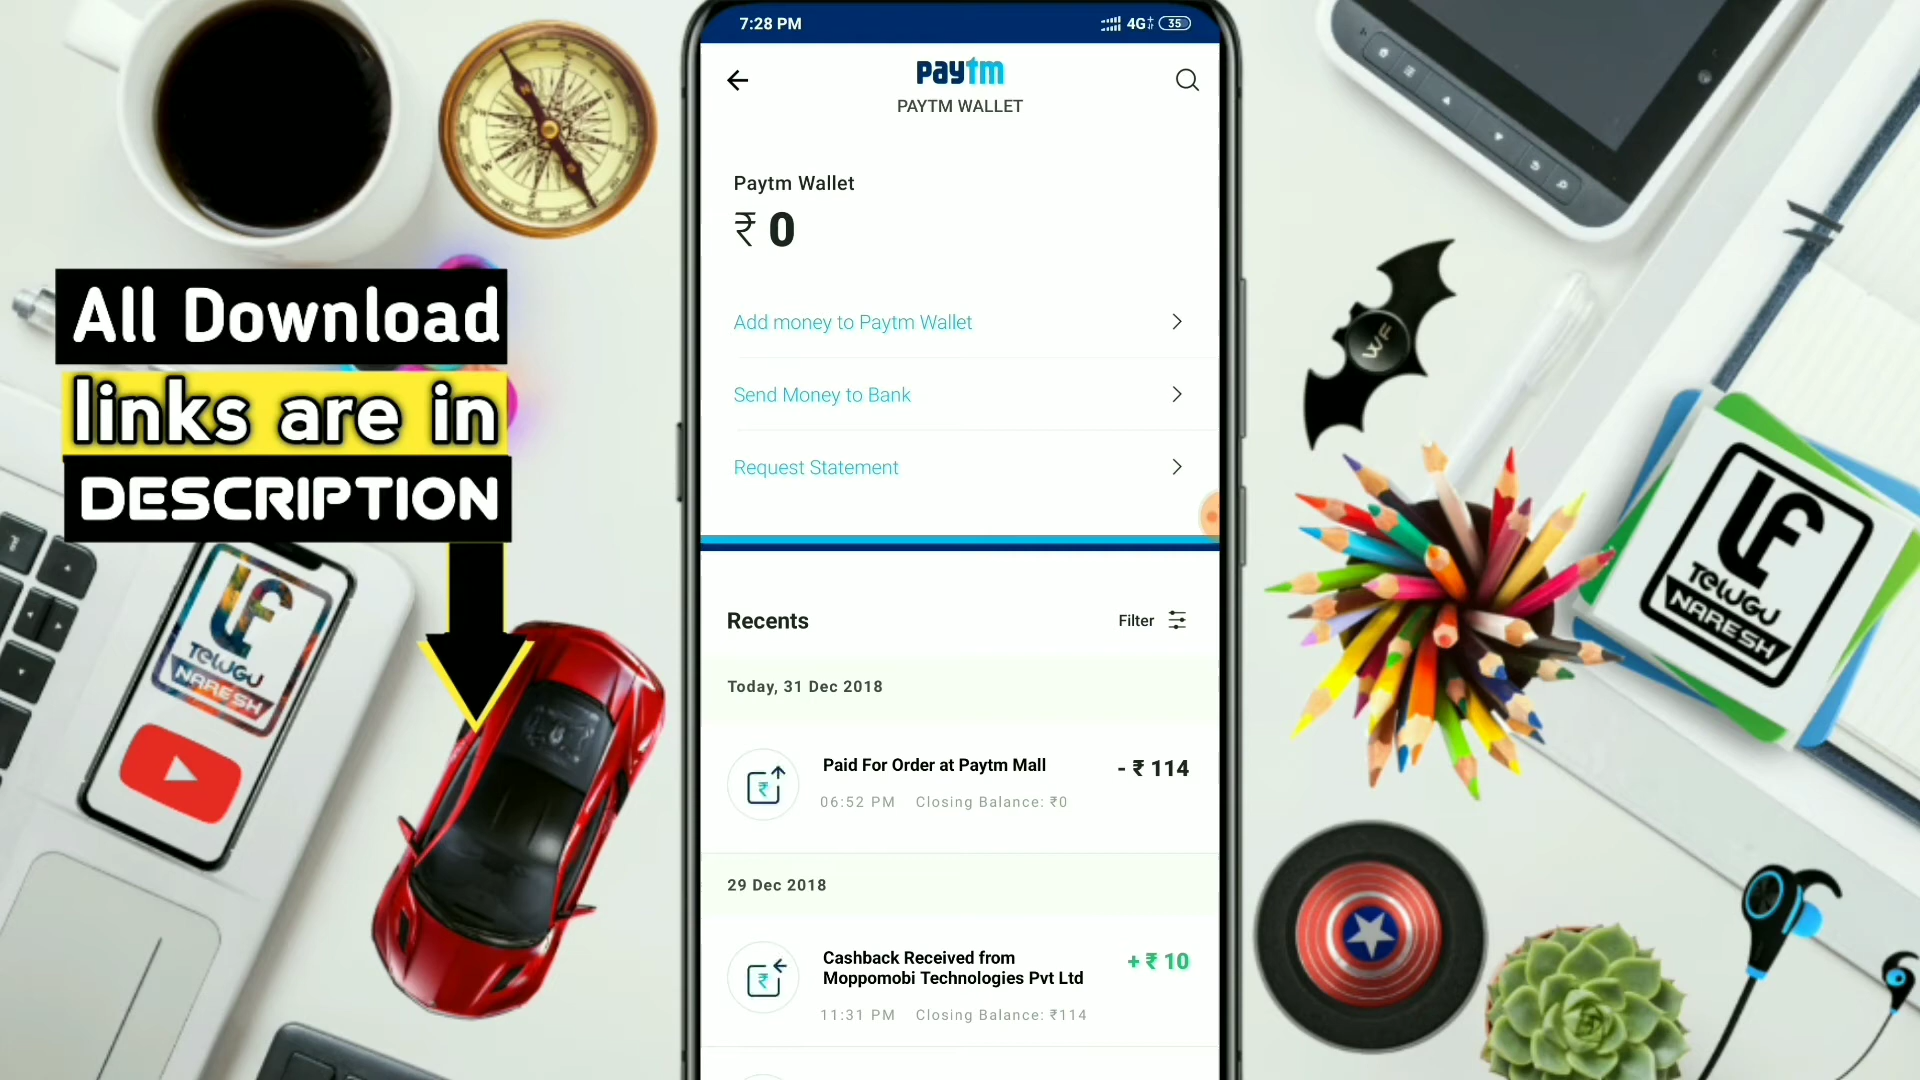 7:28 PM
4G
35
paytm
PAYTM WALLET
Paytm Wallet
₹ 0
Add money to Paytm Wallet
Send Money to Bank
Request Statement
Recents
Filter
Today, 31 Dec 2018
Paid For Order at Paytm Mall
- ₹ 114
06:52 PM Closing Balance: ₹0
29 Dec 2018
Cashback Received from
Moppomobi Technologies Pvt Ltd
+ ₹ 10
11:31 PM Closing Balance: ₹114
All Download
links are in
DESCRIPTION
TELUGU
NARESH
WF
TELUGU
NARESH